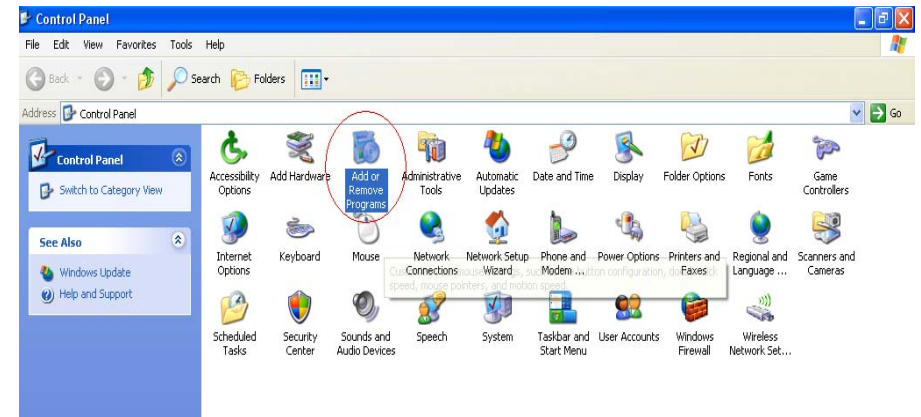 Control Panel
File Edit View Favorites Tools Help
Back Search Folders
Address Control Panel Go
Control Panel
Switch to Category View
See Also
Windows Update
Help and Support
Accessibility Options
Add Hardware
Add or Remove Programs
Administrative Tools
Automatic Updates
Date and Time
Display
Folder Options
Fonts
Game Controllers
Internet Options
Keyboard
Mouse
Network Connections
Network Setup Wizard
Phone and Modem ...
Power Options
Printers and Faxes
Regional and Language ...
Scanners and Cameras
speed, mouse pointers, and motion speed.
Scheduled Tasks
Security Center
Sounds and Audio Devices
Speech
System
Taskbar and Start Menu
User Accounts
Windows Firewall
Wireless Network Set...